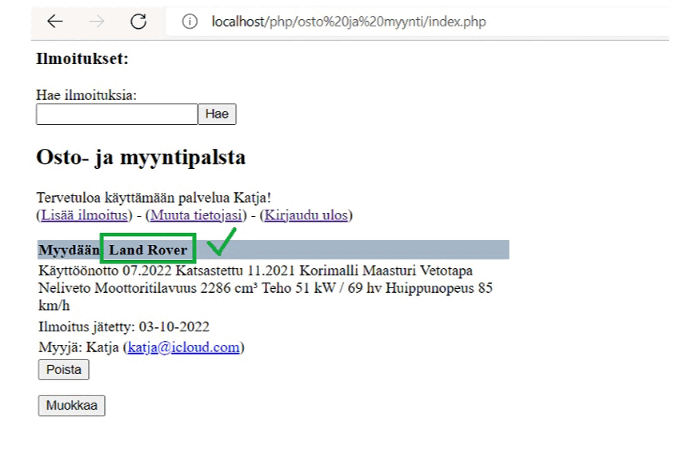 localhost/php/osto%20ja%20myynti/index.php
Ilmoitukset:
Hae ilmoituksia:
Hae
Osto- ja myyntipalsta
Tervetuloa käyttämään palvelua Katja!
(Lisää ilmoitus) - (Muuta tietojasi) - (Kirjaudu ulos)
Myydään Land Rover
Käyttöönotto 07.2022 Katsastettu 11.2021 Korimalli Maasturi Vetotapa
Neliveto Moottoritilavuus 2286 cm³ Teho 51 kW / 69 hv Huippunopeus 85
km/h
Ilmoitus jätetty: 03-10-2022
Myyjä: Katja (katja@icloud.com)
Poista
Muokkaa